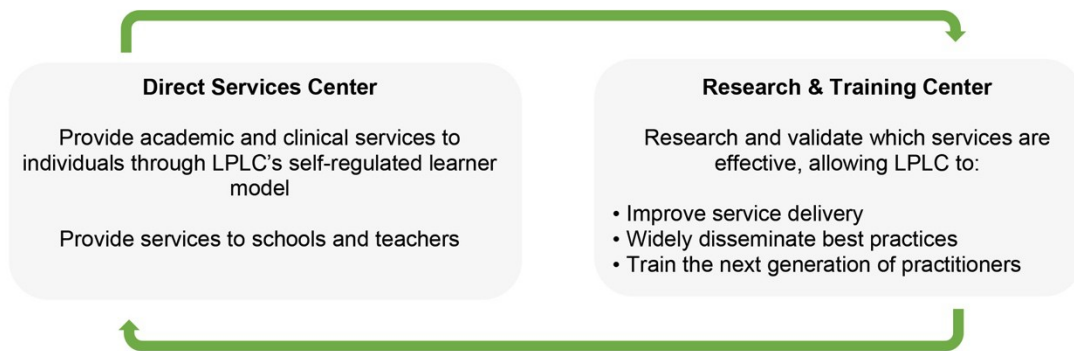 Direct Services Center
Provide academic and clinical services to
individuals through LPLC’s self-regulated learner
model
Provide services to schools and teachers
Research & Training Center
Research and validate which services are
effective, allowing LPLC to:
• Improve service delivery
• Widely disseminate best practices
• Train the next generation of practitioners